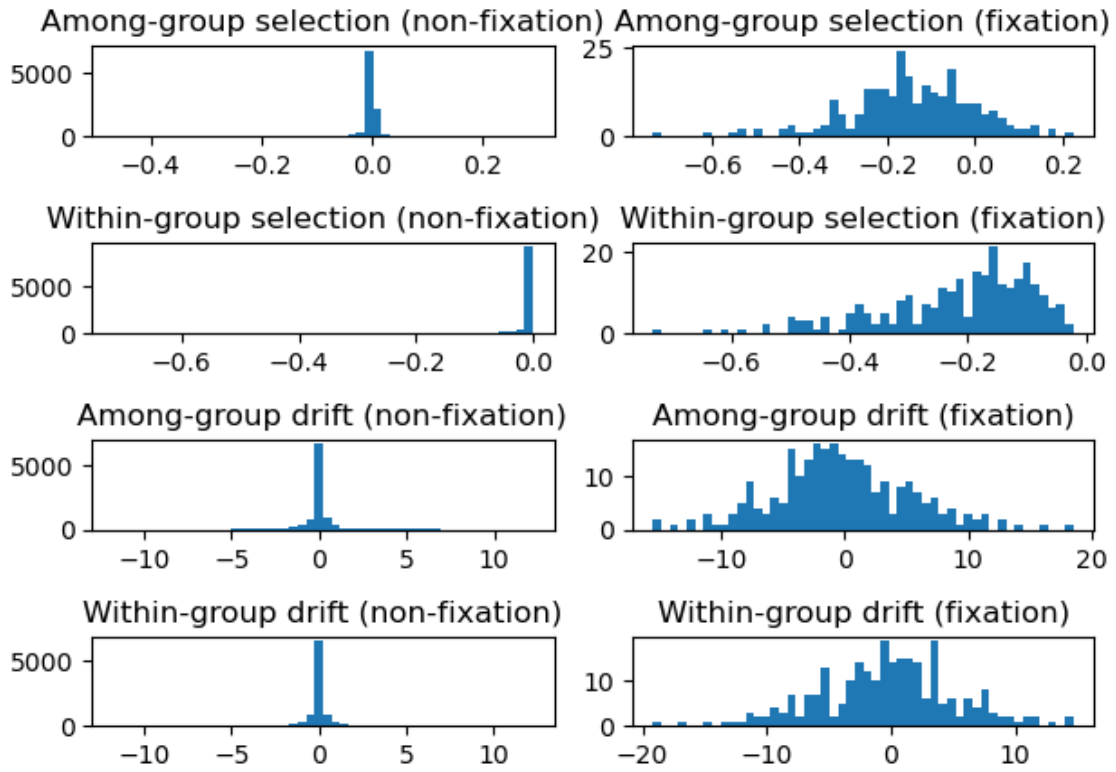 Among-group selection (non-fixation)
5000
0
−0.4 −0.2 0.0 0.2
Among-group selection (fixation)
25
0
−0.6 −0.4 −0.2 0.0 0.2
Within-group selection (non-fixation)
5000
0
−0.6 −0.4 −0.2 0.0
Within-group selection (fixation)
20
0
−0.6 −0.4 −0.2 0.0
Among-group drift (non-fixation)
5000
0
−10 −5 0 5 10
Among-group drift (fixation)
10
0
−10 0 10 20
Within-group drift (non-fixation)
5000
0
−10 −5 0 5 10
Within-group drift (fixation)
10
0
−20 −10 0 10